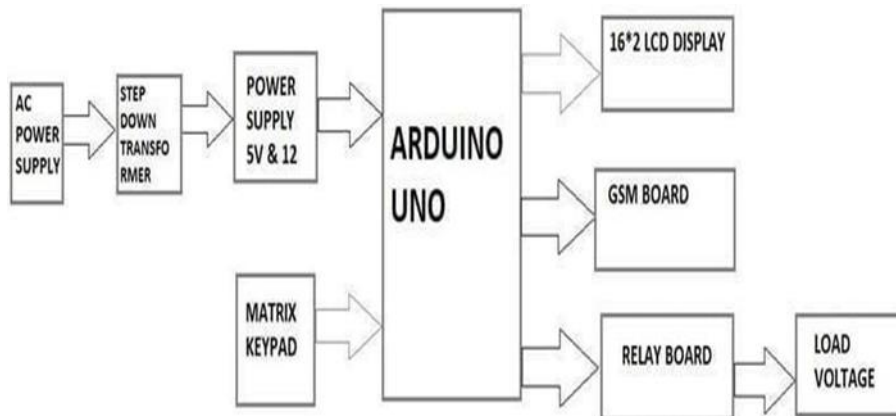 AC
POWER
SUPPLY
STEP
DOWN
TRANSFO
RMER
POWER
SUPPLY
5V & 12
MATRIX
KEYPAD
ARDUINO
UNO
16*2 LCD DISPLAY
GSM BOARD
RELAY BOARD
LOAD
VOLTAGE